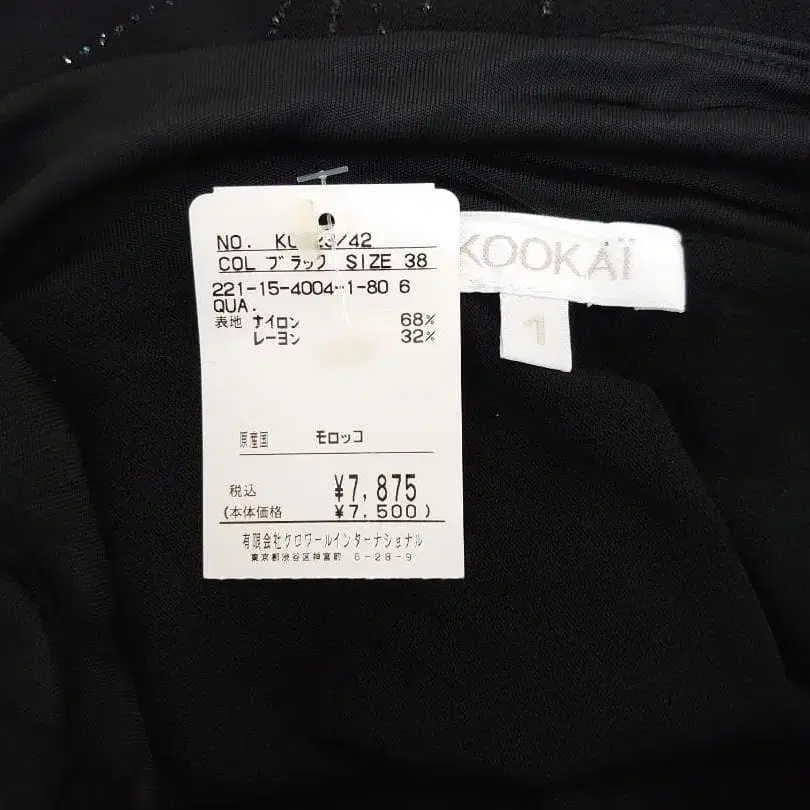 NO. /42
COL ブラック SIZE 38
221-15-4004-1-80 6
QUA.
表地 ナイロン 68%
レーヨン 32%
原産国 モロッコ
税込 ¥7,875
(本体価格 ¥7,500)
有限会社クロワールインターナショナル
東京都渋谷区神宮前 6-28-9
KOOKAÏ
1